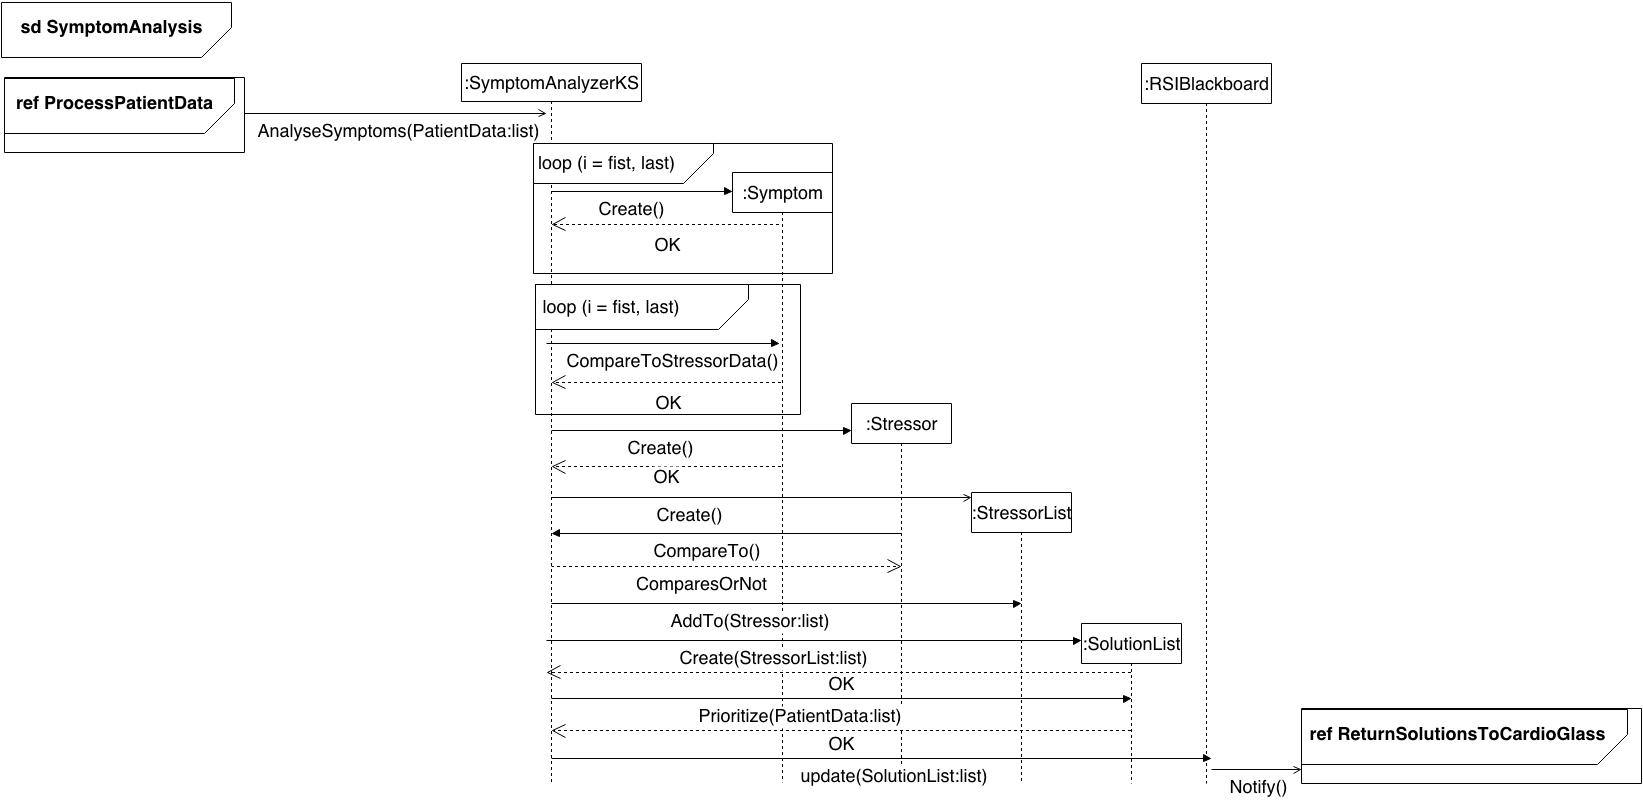 sd SymptomAnalysis
:SymptomAnalyzerKS
:RSIBlackboard
ref ProcessPatientData
AnalyseSymptoms(PatientData:list)
loop (i = fist, last)
:Symptom
Create()
OK
loop (i = fist, last)
CompareToStressorData()
OK
:Stressor
Create()
OK
:StressorList
Create()
CompareTo()
ComparesOrNot
AddTo(Stressor:list)
:SolutionList
Create(StressorList:list)
OK
Prioritize(PatientData:list)
ref ReturnSolutionsToCardioGlass
OK
update(SolutionList:list)
Notify()